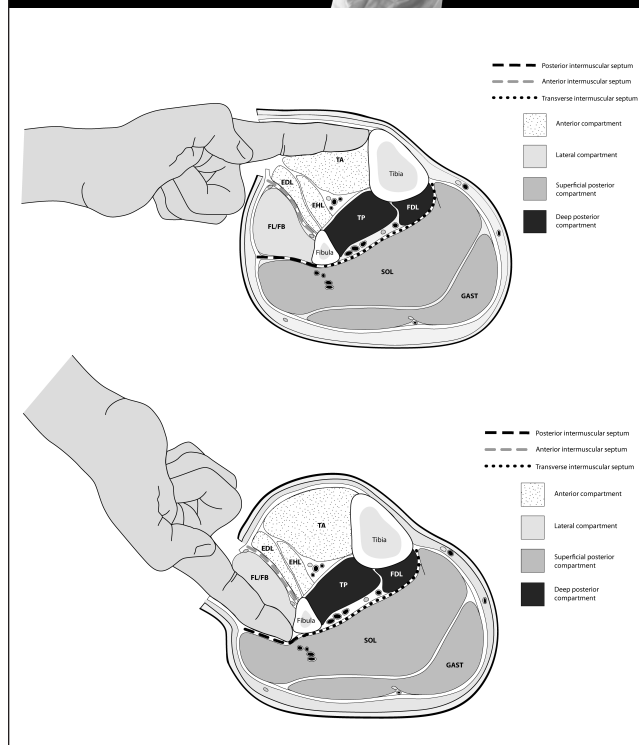 Posterior intermuscular septum
Anterior intermuscular septum
Transverse intermuscular septum
Anterior compartment
Lateral compartment
Superficial posterior
compartment
Deep posterior
compartment
TA
Tibia
EDL
EHL
FDL
TP
FL/FB
Fibula
SOL
GAST
Posterior intermuscular septum
Anterior intermuscular septum
Transverse intermuscular septum
Anterior compartment
Lateral compartment
Superficial posterior
compartment
Deep posterior
compartment
TA
Tibia
EDL
EHL
FL/FB
TP
FDL
Fibula
SOL
GAST